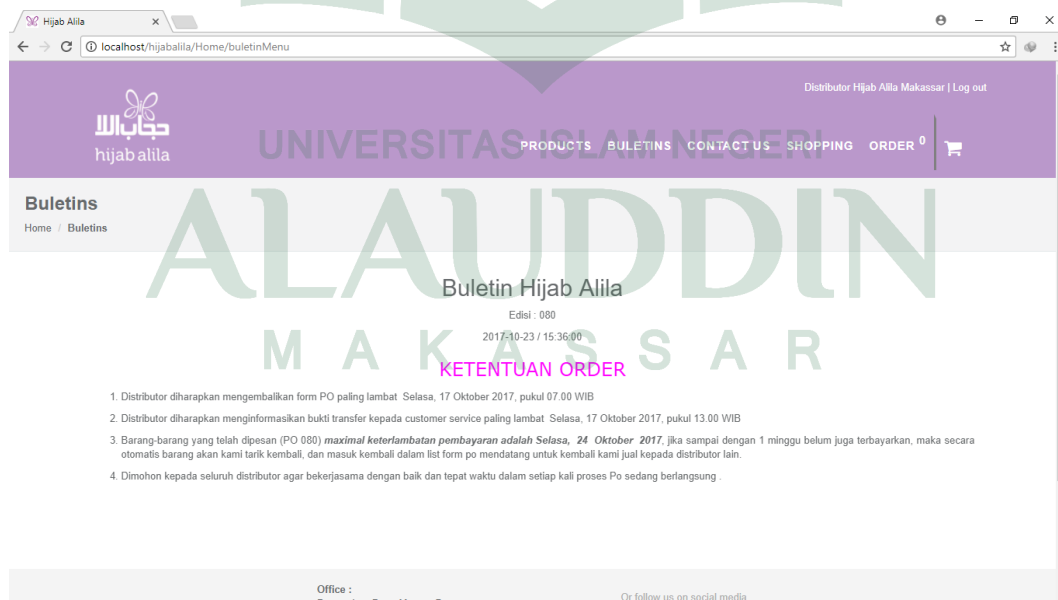 Hijab Alila
localhost/hijabalila/Home/buletinMenu
Distributor Hijab Alila Makassar | Log out
حجاب الالا
hijab alila
UNIVERSITAS ISLAM NEGERI
PRODUCTS BULETINS CONTACT US SHOPPING ORDER 0
Buletins
Home / Buletins
ALAUDDIN
Buletin Hijab Alila
Edisi : 080
2017-10-23 / 15:36:00
MAKASSAR
KETENTUAN ORDER
1. Distributor diharapkan mengembalikan form PO paling lambat Selasa, 17 Oktober 2017, pukul 07.00 WIB
2. Distributor diharapkan menginformasikan bukti transfer kepada customer service paling lambat Selasa, 17 Oktober 2017, pukul 13.00 WIB
3. Barang-barang yang telah dipesan (PO 080) maximal keterlambatan pembayaran adalah Selasa, 24 Oktober 2017, jika sampai dengan 1 minggu belum juga terbayarkan, maka secara
otomatis barang akan kami tarik kembali, dan masuk kembali dalam list form po mendatang untuk kembali kami jual kepada distributor lain.
4. Dimohon kepada seluruh distributor agar bekerjasama dengan baik dan tepat waktu dalam setiap kali proses Po sedang berlangsung .
Office :
Or follow us on social media